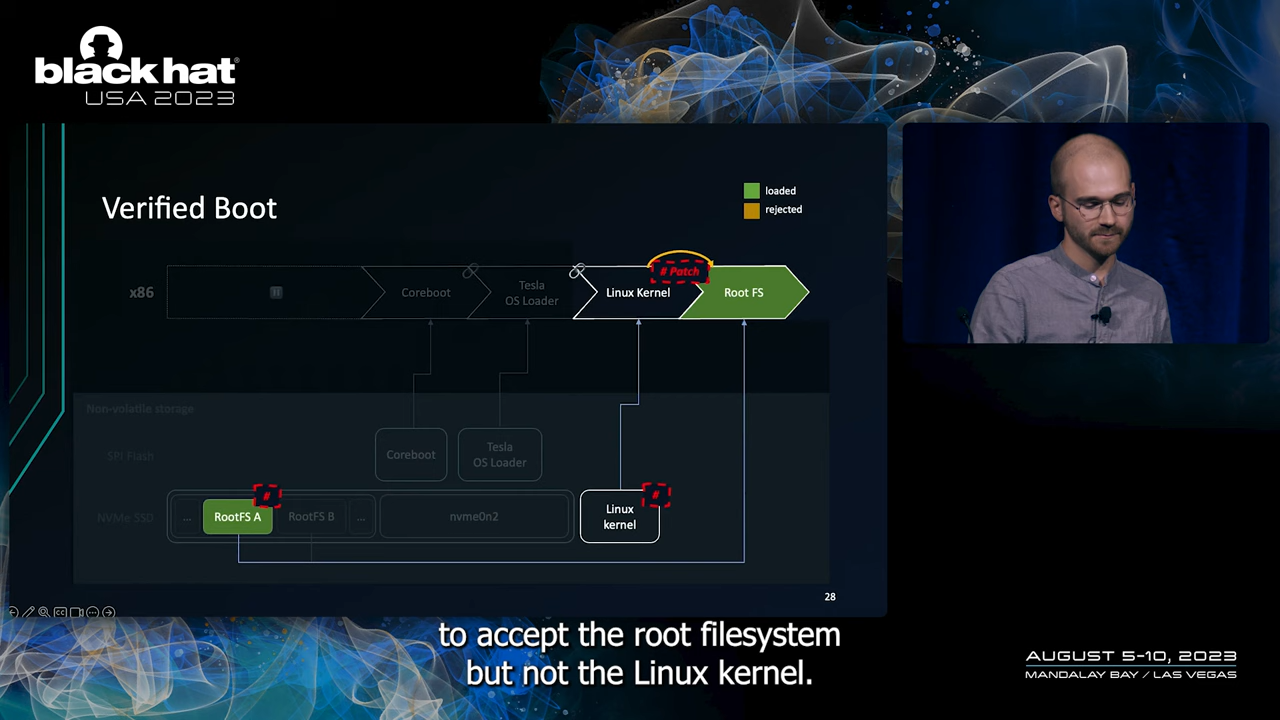 blackhat®
USA 2023
Verified Boot
loaded
rejected
x86
Coreboot
Tesla
OS Loader
Linux Kernel
# Patch
Root FS
Non-volatile storage
SPI Flash
Coreboot
Tesla
OS Loader
NVMe SSD
...
RootFS A
#
RootFS B
...
nvme0n2
Linux
kernel
#
28
to accept the root filesystem
but not the Linux kernel.
AUGUST 5-10, 2023
MANDALAY BAY / LAS VEGAS